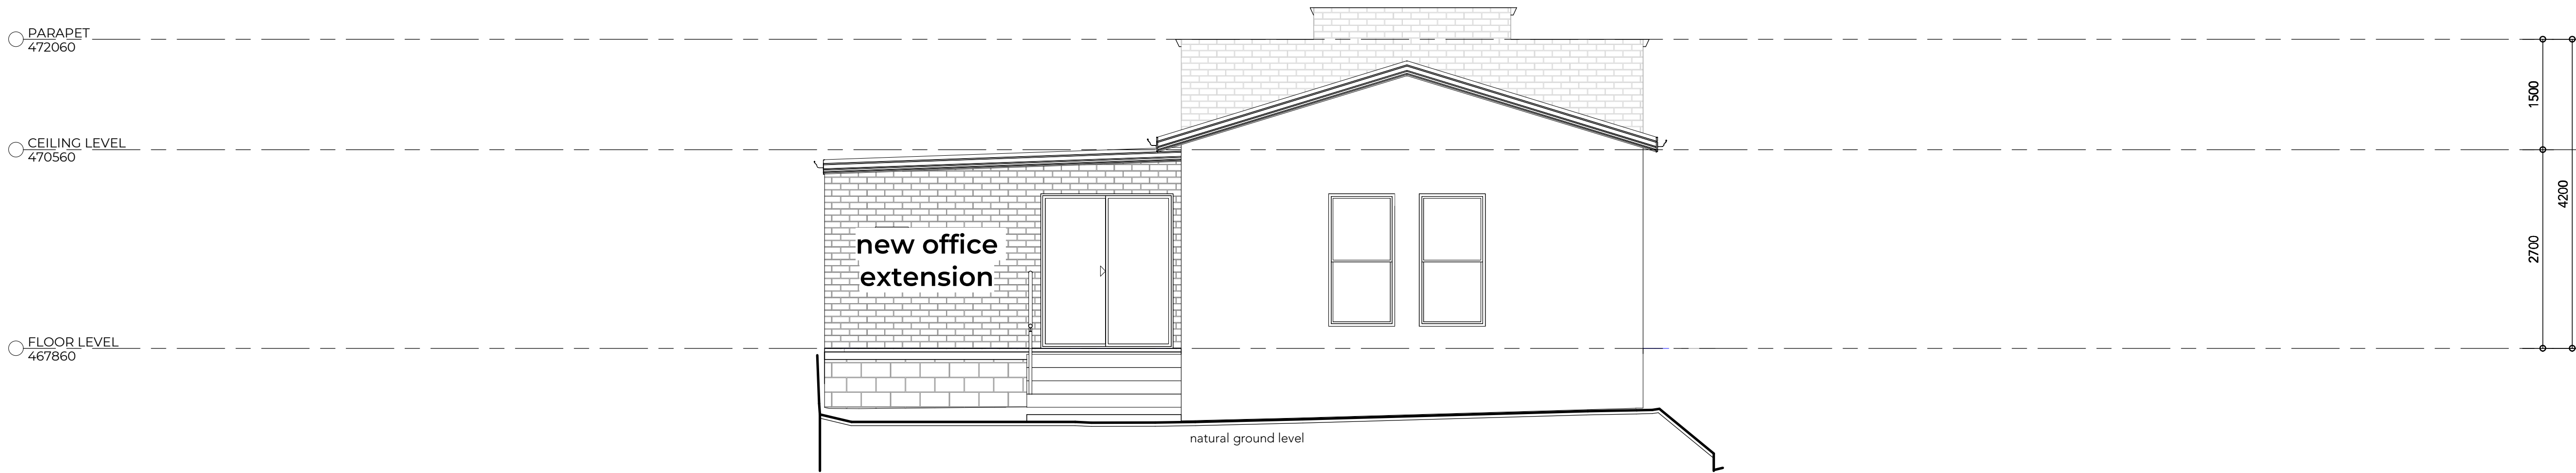 PARAPET
472060
CEILING LEVEL
470560
FLOOR LEVEL
467860
new office
extension
natural ground level
1500
2700
4200